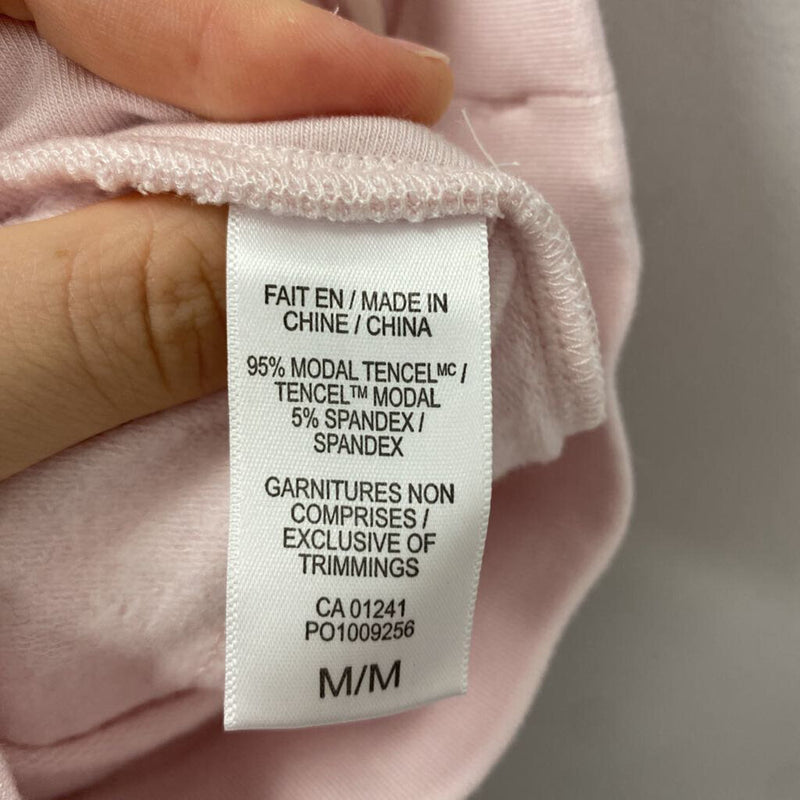 FAIT EN / MADE IN
CHINE / CHINA
95% MODAL TENCELᴹᶜ /
TENCEL™ MODAL
5% SPANDEX /
SPANDEX
GARNITURES NON
COMPRISES /
EXCLUSIVE OF
TRIMMINGS
CA 01241
PO1009256
M/M